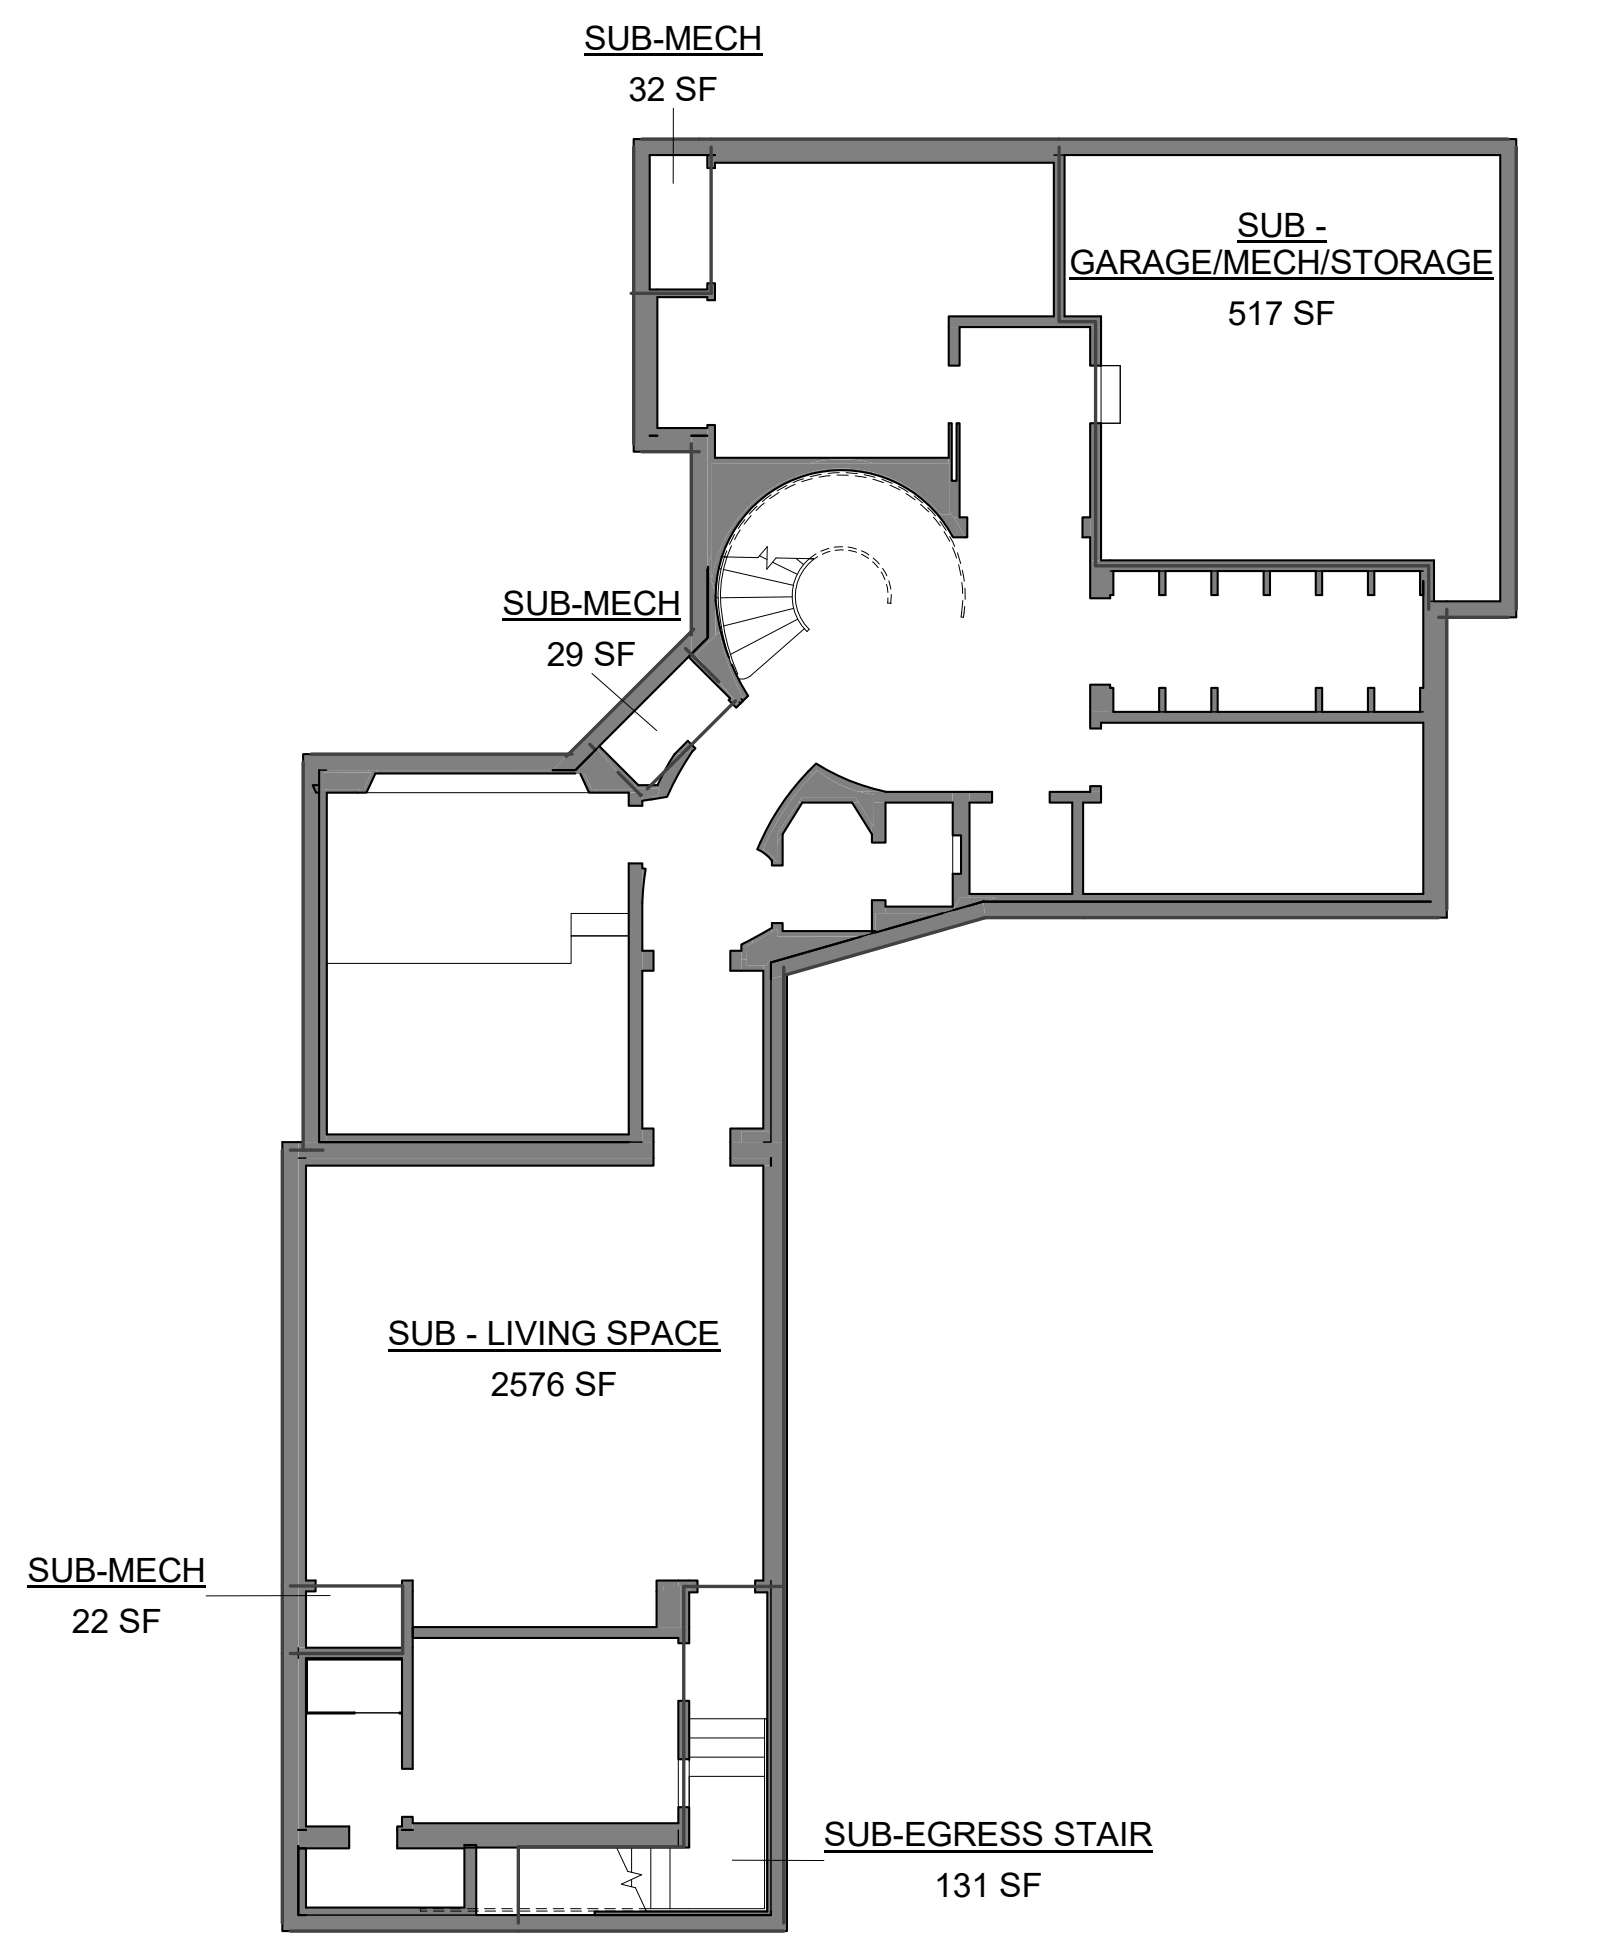 SUB-MECH
32 SF
SUB -
GARAGE/MECH/STORAGE
517 SF
SUB-MECH
29 SF
SUB - LIVING SPACE
2576 SF
SUB-MECH
22 SF
SUB-EGRESS STAIR
131 SF